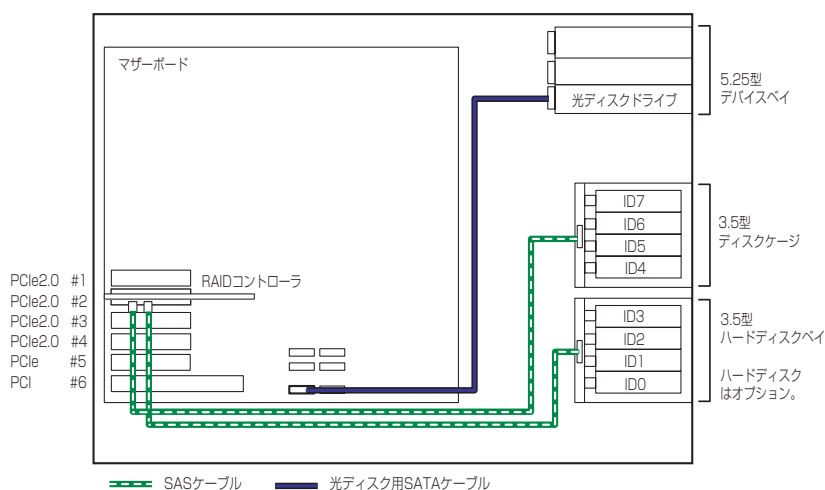 マザーボード
光ディスクドライブ
5.25型
デバイスベイ
ID7
ID6
ID5
ID4
3.5型
ディスクケージ
PCIe2.0 #1
RAIDコントローラ
PCIe2.0 #2
PCIe2.0 #3
PCIe2.0 #4
PCIe #5
PCI #6
ID3
ID2
ID1
ID0
3.5型
ハードディスクベイ
ハードディスク
はオプション。
SASケーブル
光ディスク用SATAケーブル